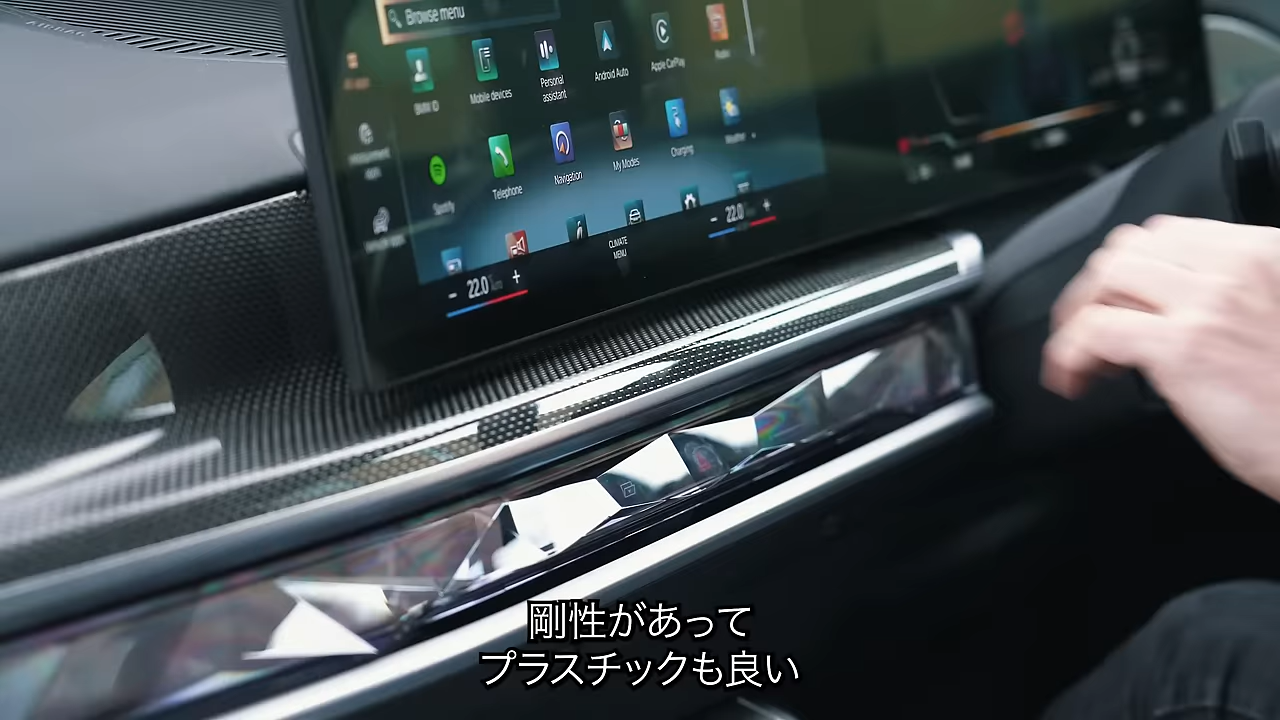 Browse menu
BMW ID
Mobile devices
Personal
assistant
Android Auto
Apple CarPlay
Radio
Spotify
Telephone
Navigation
My Modes
Charging
Weather
- 22.0 +
CLIMATE
MENU
- 22.0 +
剛性があって
プラスチックも良い